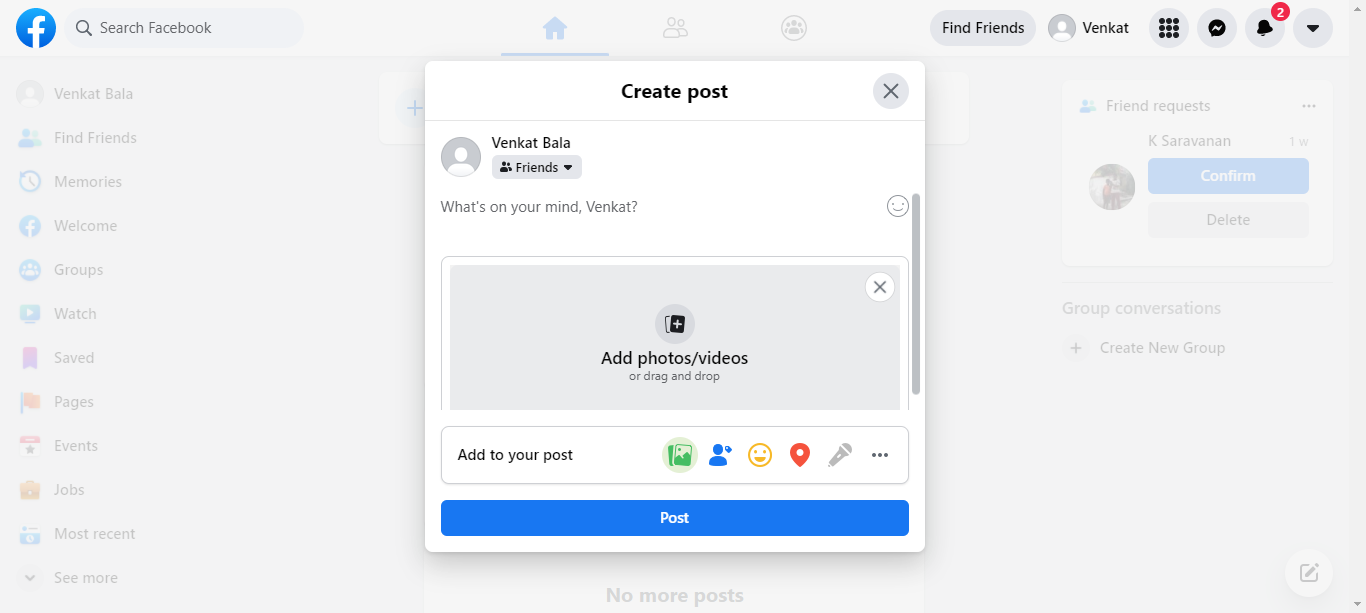 Search Facebook
Find Friends
Venkat
2
Create post
Venkat Bala
Find Friends
Memories
Welcome
Groups
Watch
Saved
Pages
Events
Jobs
Most recent
See more
Venkat Bala
Friends
What's on your mind, Venkat?
Add photos/videos
or drag and drop
Add to your post
Post
No more posts
Friend requests
K Saravanan 1 w
Confirm
Delete
Group conversations
Create New Group